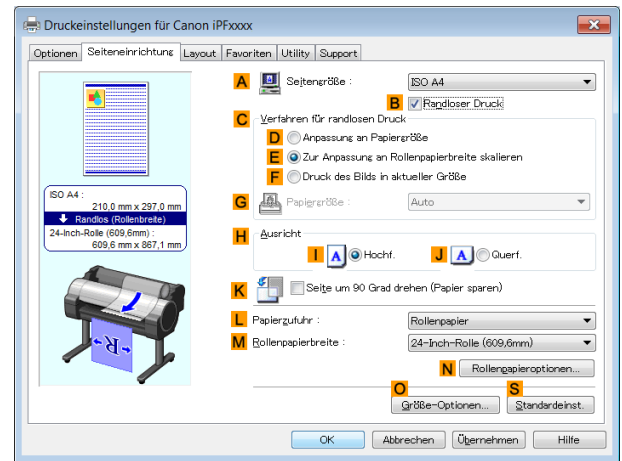 Druckeinstellungen für Canon iPFxxxx
Optionen Seiteneinrichtung Layout Favoriten Utility Support
A Seitengröße : ISO A4
B Randloser Druck
C Verfahren für randlosen Druck
D Anpassung an Papiergröße
E Zur Anpassung an Rollenpapierbreite skalieren
F Druck des Bilds in aktueller Größe
ISO A4 :
210,0 mm x 297,0 mm
Randlos (Rollenbreite)
24-Inch-Rolle (609,6mm) :
609,6 mm x 867,1 mm
G Papiergröße : Auto
H Ausricht
I A Hochf. J A Querf.
K Seite um 90 Grad drehen (Papier sparen)
R
L Papierzufuhr : Rollenpapier
M Rollenpapierbreite : 24-Inch-Rolle (609,6mm)
N Rollenpapieroptionen...
O S
Größe-Optionen... Standardeinst.
OK Abbrechen Übernehmen Hilfe